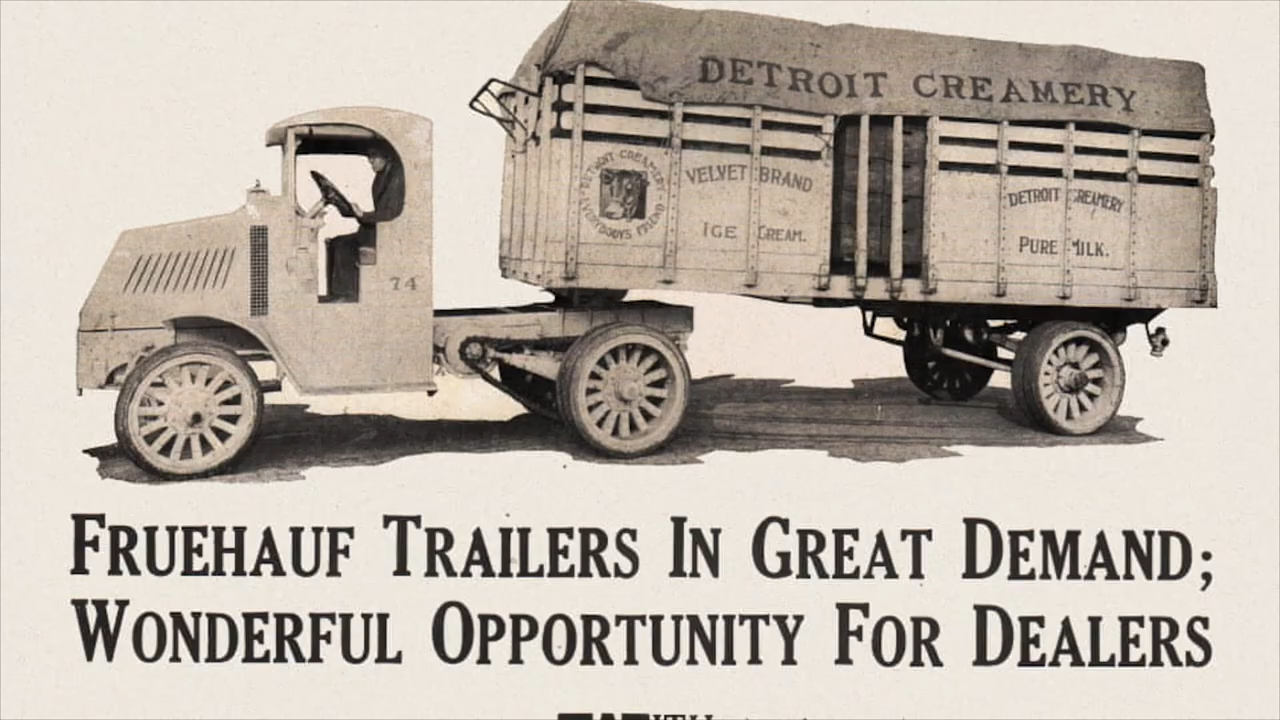 DETROIT CREAMERY
DETROIT CREAMERY
EVERYBODYS FRIEND
VELVET BRAND
ICE CREAM.
DETROIT CREAMERY
PURE MILK.
74
FRUEHAUF TRAILERS IN GREAT DEMAND;
WONDERFUL OPPORTUNITY FOR DEALERS